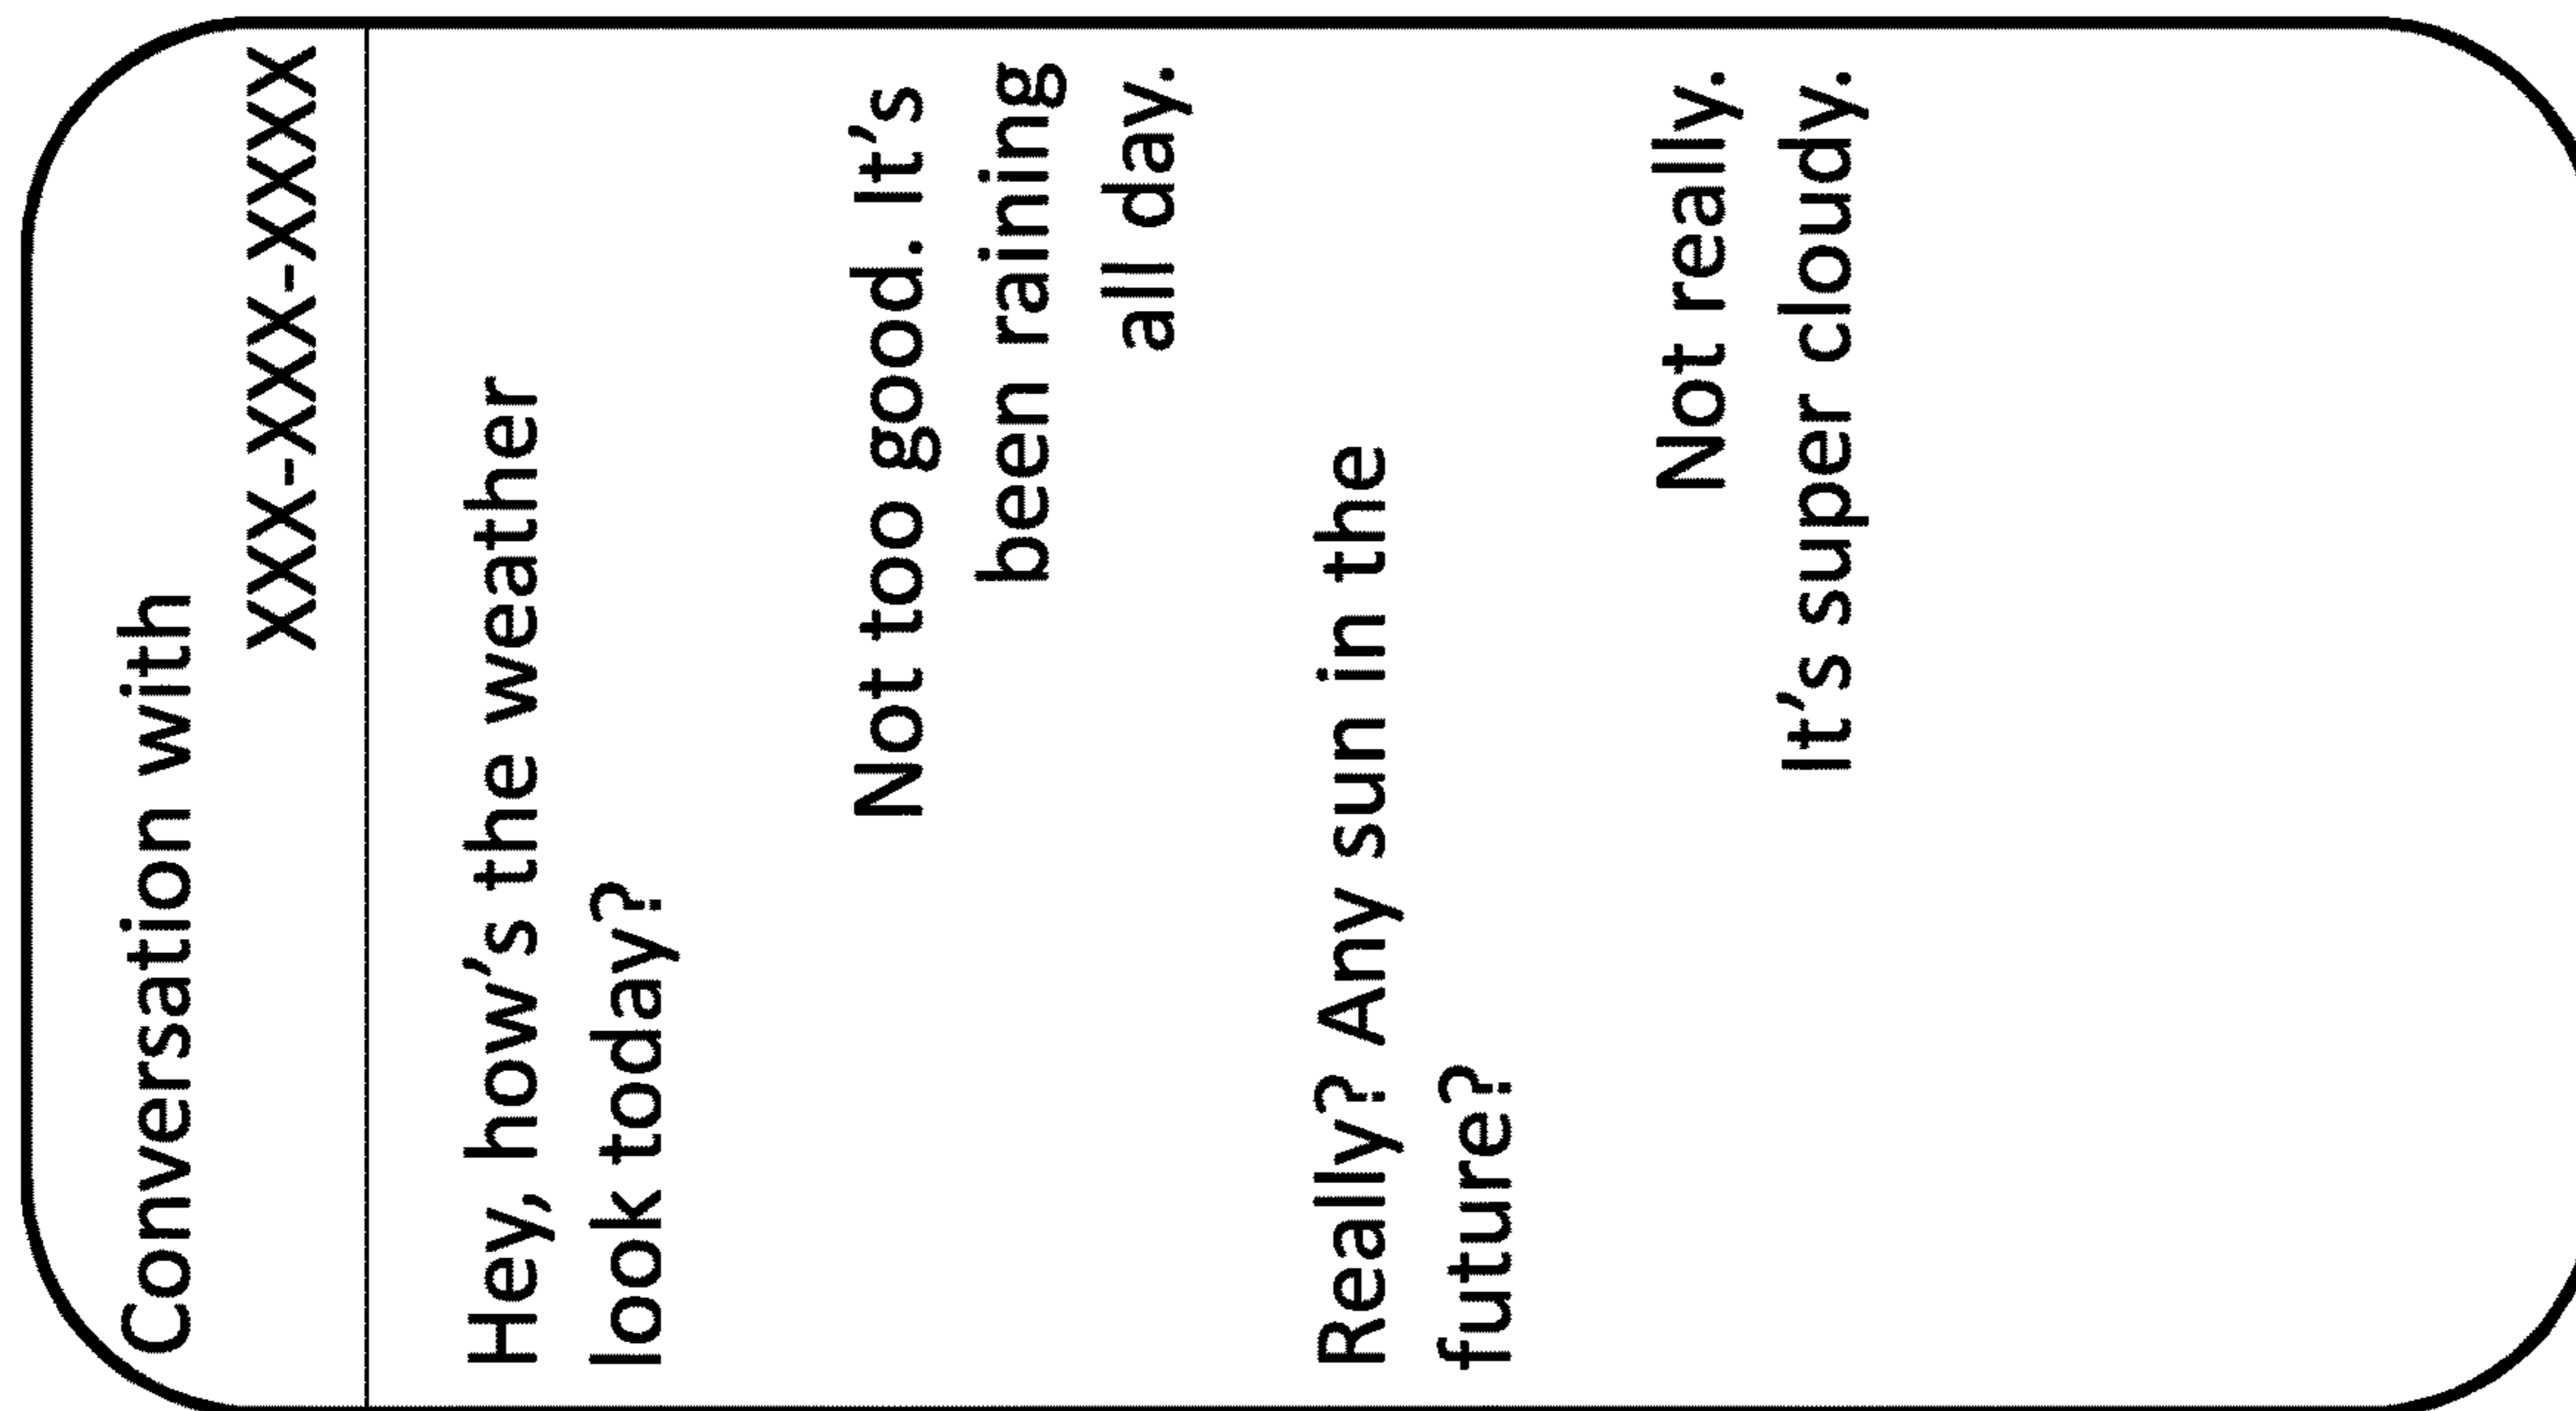 Conversation with
XXX-XXX-XXXX
Hey, how's the weather
look today?
Not too good. It's
been raining
all day.
Really? Any sun in the
future?
Not really.
It's super cloudy.